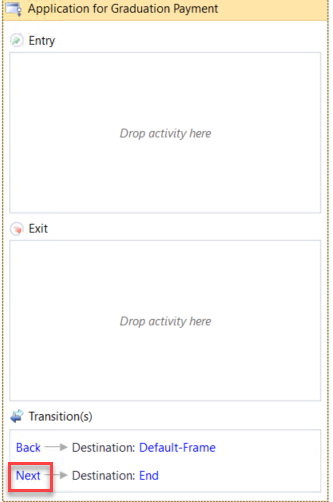 Application for Graduation Payment
Entry
Drop activity here
Exit
Drop activity here
Transition(s)
Back Destination: Default-Frame
Next Destination: End